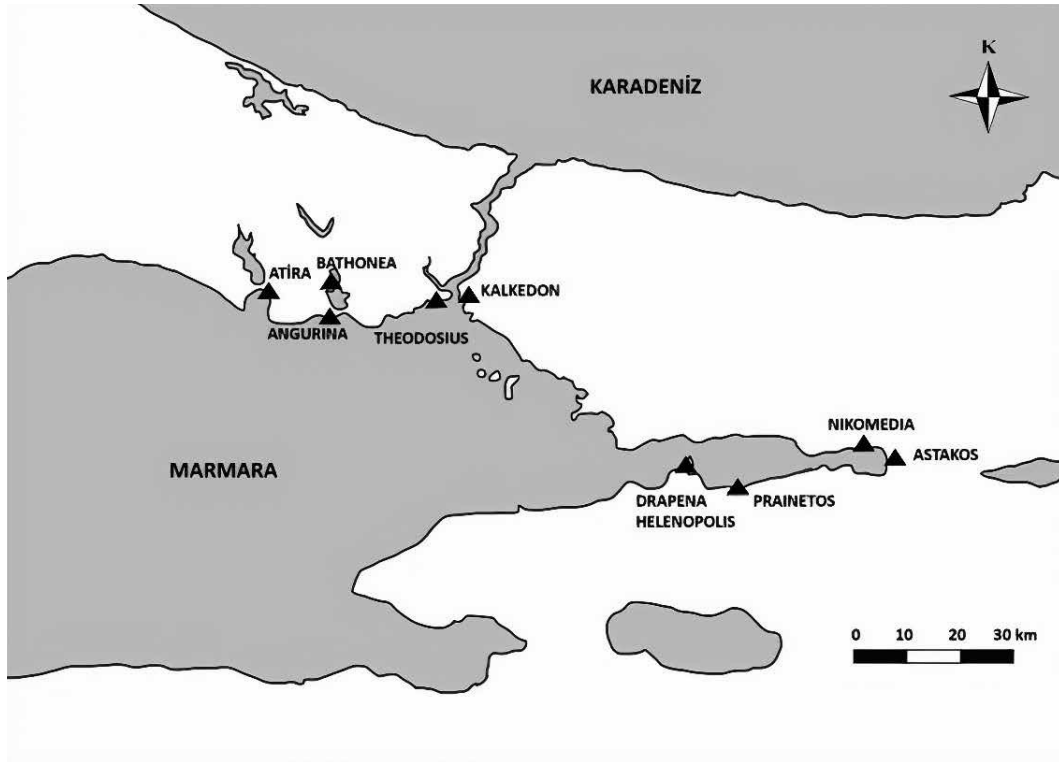 KARADENİZ
K
ATİRA
BATHONEA
ANGURINA
THEODOSIUS
KALKEDON
MARMARA
NIKOMEDIA
ASTAKOS
DRAPENA
HELENOPOLIS
PRAINETOS
0 10 20 30 km